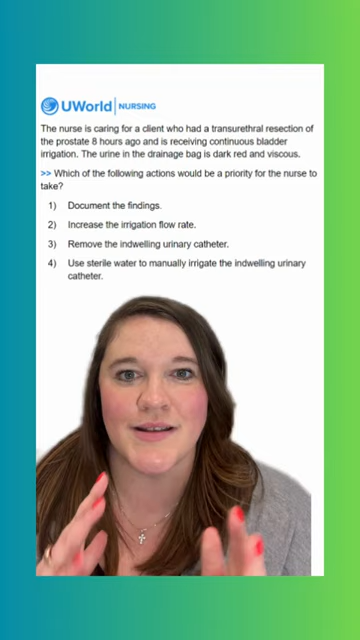 UWorld NURSING
The nurse is caring for a client who had a transurethral resection of
the prostate 8 hours ago and is receiving continuous bladder
irrigation. The urine in the drainage bag is dark red and viscous.
>> Which of the following actions would be a priority for the nurse to
take?
1) Document the findings.
2) Increase the irrigation flow rate.
3) Remove the indwelling urinary catheter.
4) Use sterile water to manually irrigate the indwelling urinary
catheter.